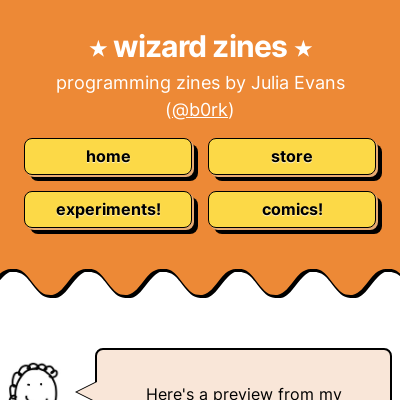 ★ wizard zines ★
programming zines by Julia Evans
(@b0rk)
home
store
experiments!
comics!
Here's a preview from my